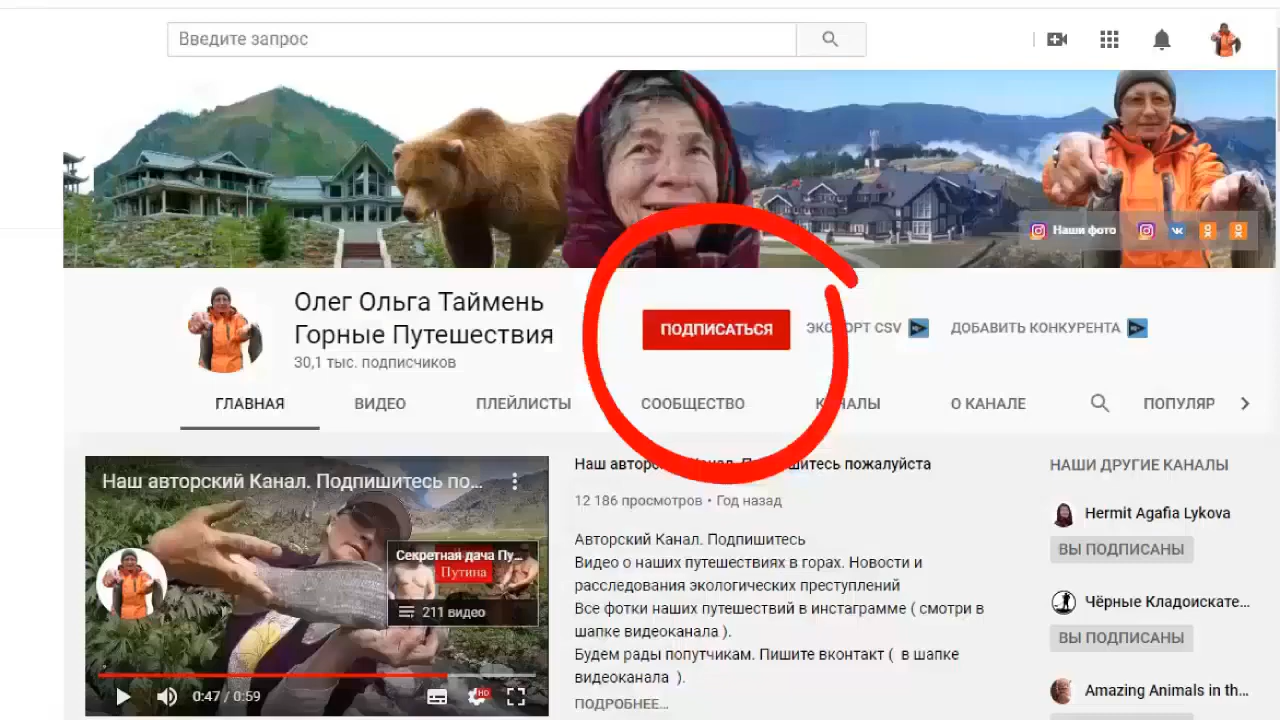 Введите запрос
Наши фото
Олег Ольга Таймень
Горные Путешествия
30,1 тыс. подписчиков
ПОДПИСАТЬСЯ
ЭКСПОРТ CSV
ДОБАВИТЬ КОНКУРЕНТА
ГЛАВНАЯ
ВИДЕО
ПЛЕЙЛИСТЫ
СООБЩЕСТВО
КАНАЛЫ
О КАНАЛЕ
ПОПУЛЯР
Наш авторский Канал. Подпишитесь по...
Секретная дача Пу...
Путина
211 видео
0:47 / 0:59
HD
Наш авторский Канал. Подпишитесь пожалуйста
12 186 просмотров • Год назад
Авторский Канал. Подпишитесь
Видео о наших путешествиях в горах. Новости и
расследования экологических преступлений
Все фотки наших путешествий в инстаграмме ( смотри в
шапке видеоканала ).
Будем рады попутчикам. Пишите вконтакт ( в шапке
видеоканала ).
ПОДРОБНЕЕ...
НАШИ ДРУГИЕ КАНАЛЫ
Hermit Agafia Lykova
ВЫ ПОДПИСАНЫ
Чёрные Кладоискате...
ВЫ ПОДПИСАНЫ
Amazing Animals in th...